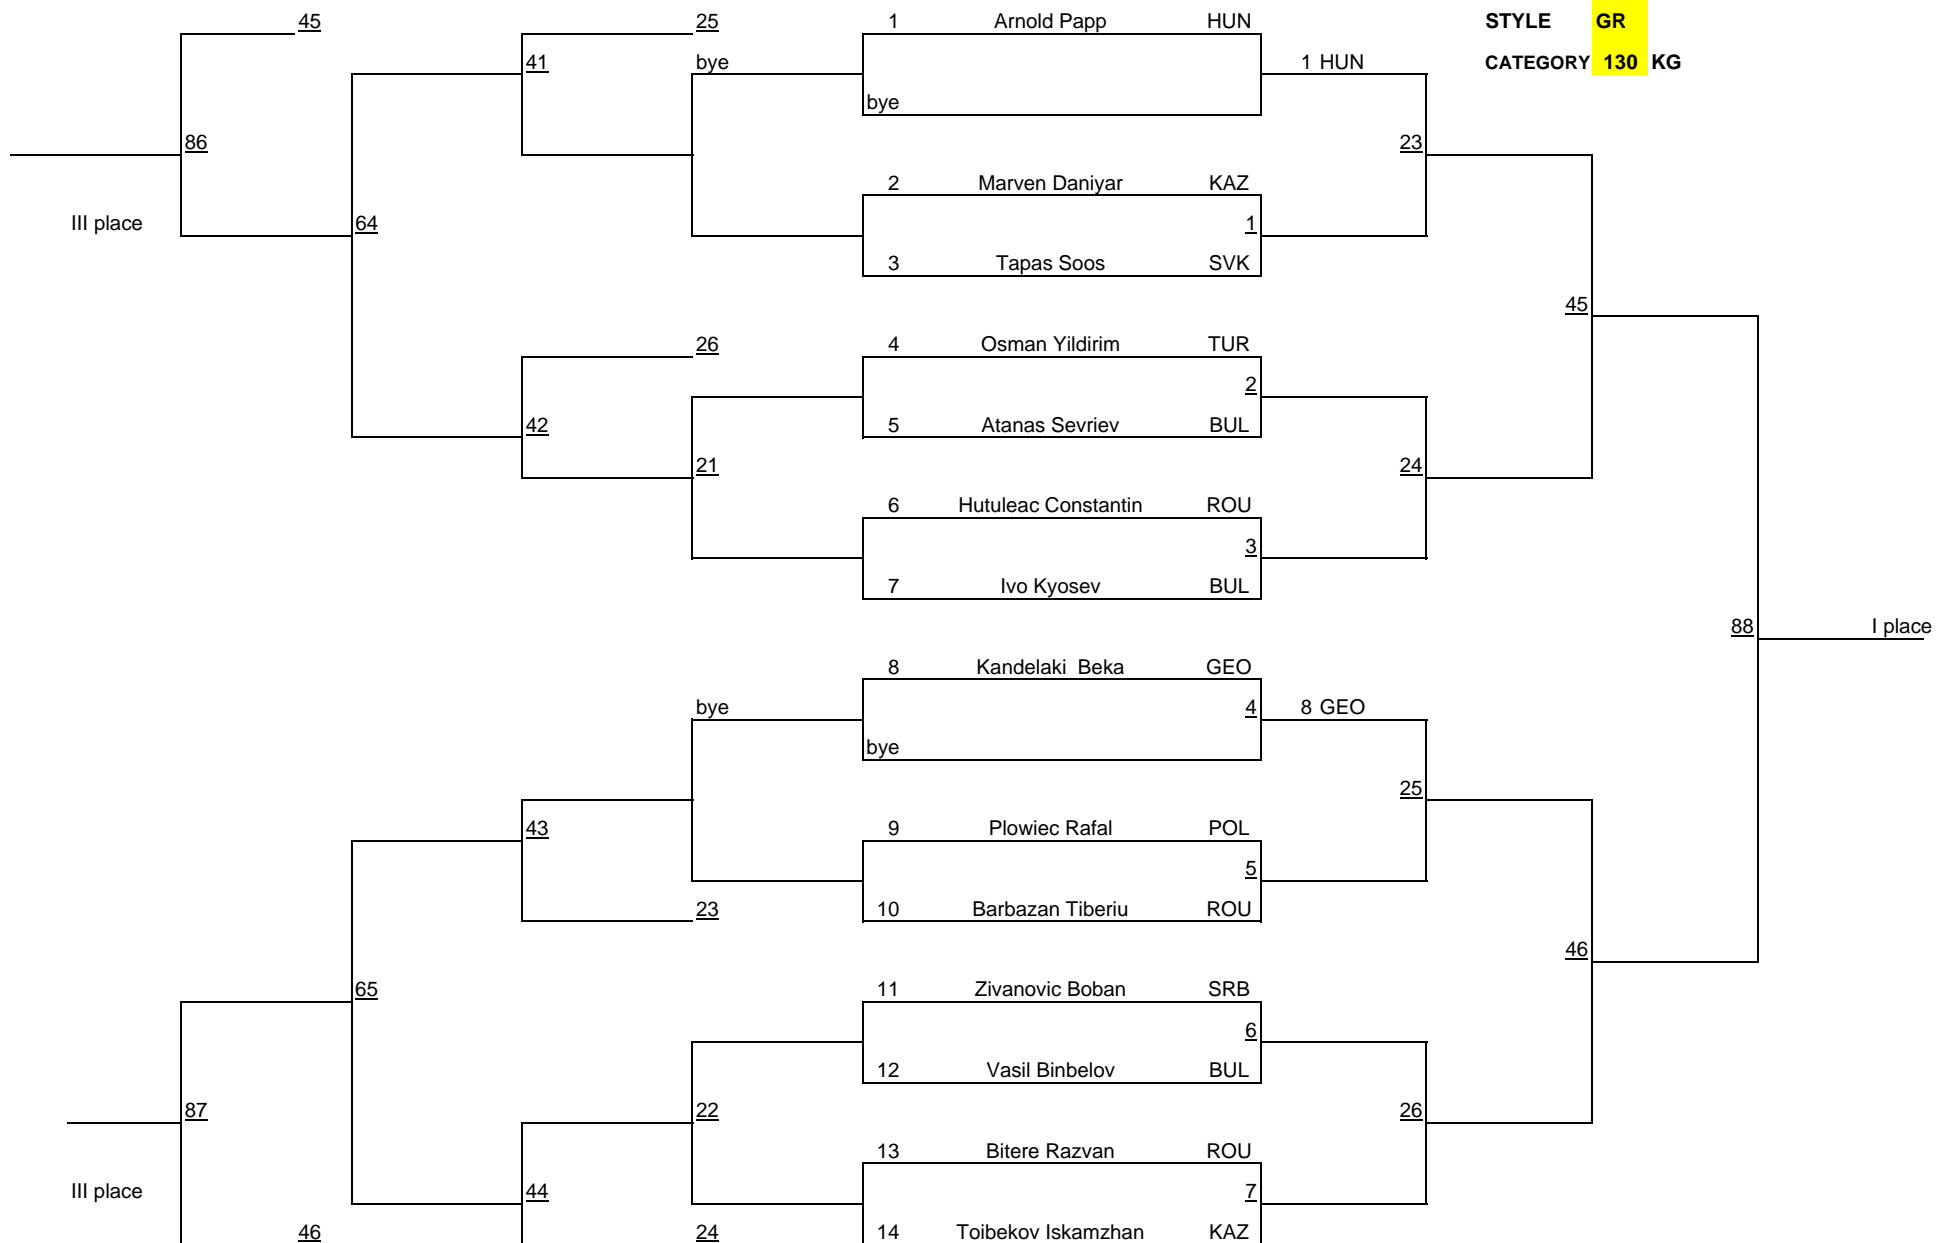 45 25 1 Arnold Papp HUN STYLE GR
41 bye 1 HUN CATEGORY 130 KG
bye
86 23
2 Marven Daniyar KAZ
III place 64 1
3 Tapas Soos SVK
45
26 4 Osman Yildirim TUR
2
42 5 Atanas Sevriev BUL
21 24
6 Hutuleac Constantin ROU
3
7 Ivo Kyosev BUL
88 I place
8 Kandelaki Beka GEO
bye 4 8 GEO
bye
25
43 9 Plowiec Rafal POL
5
23 10 Barbazan Tiberiu ROU
46
65 11 Zivanovic Boban SRB
6
12 Vasil Binbelov BUL
87 22 26
13 Bitere Razvan ROU
III place 44 7
46 24 14 Toibekov Iskamzhan KAZ